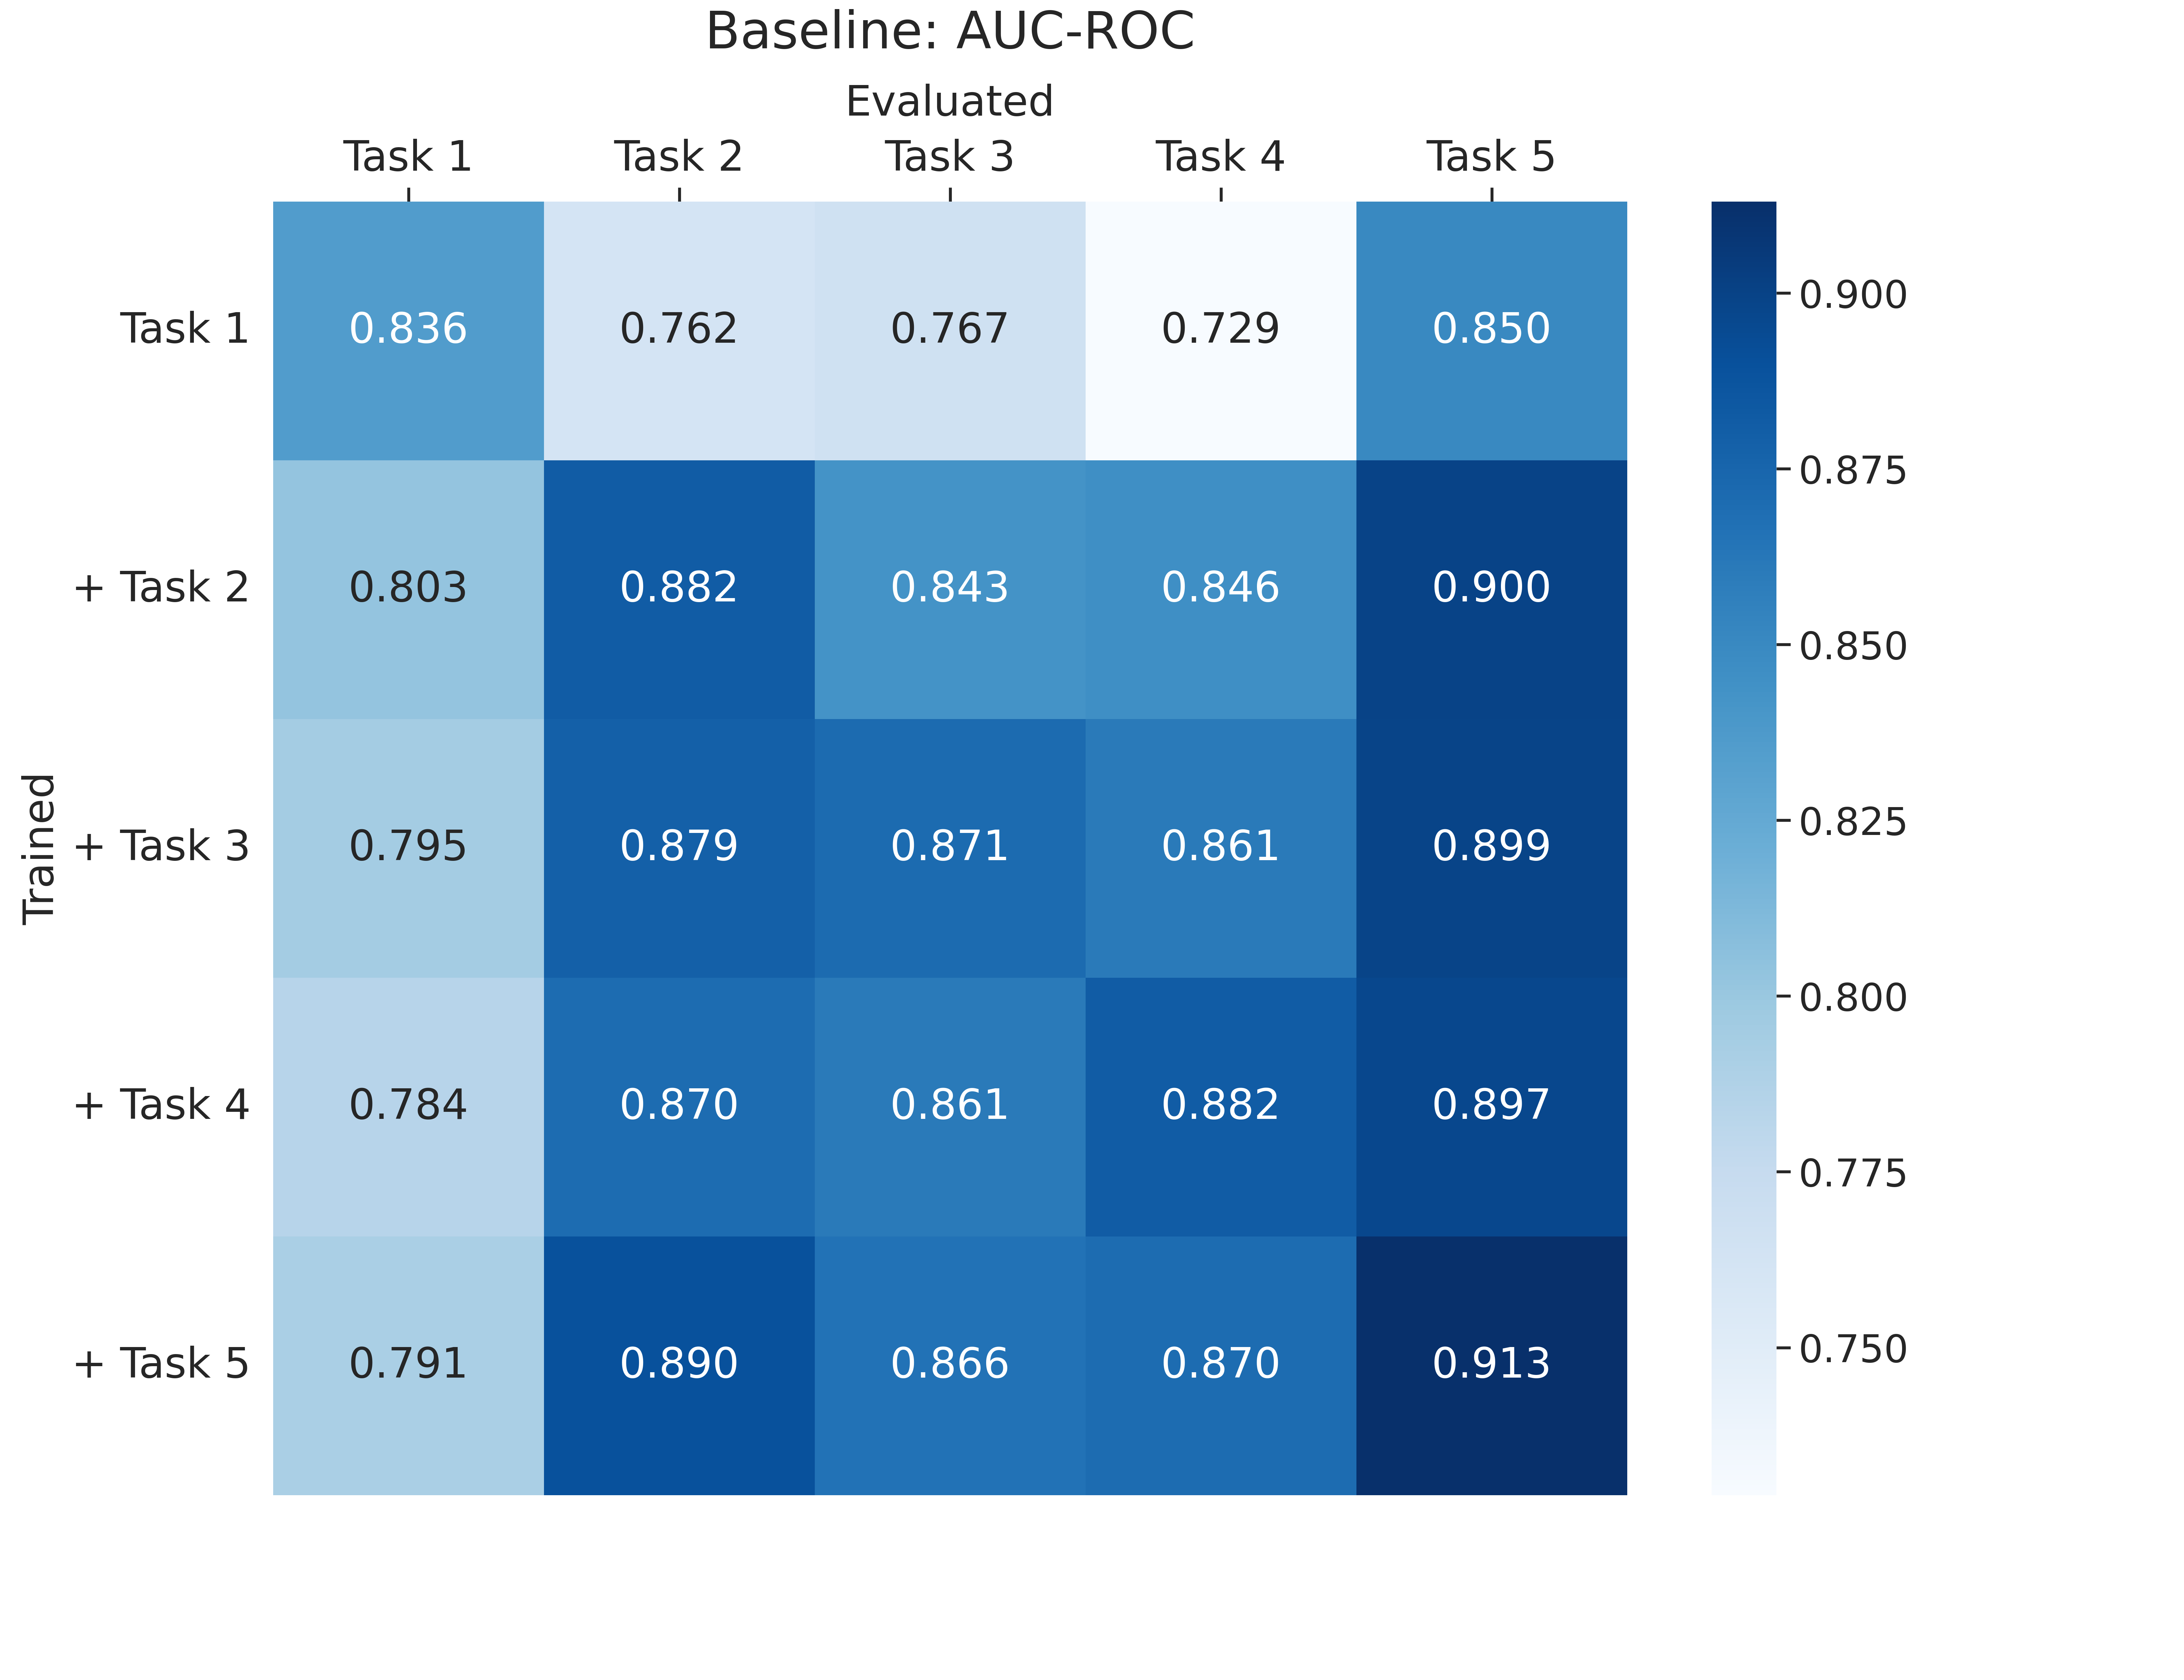 Baseline: AUC-ROC
Evaluated
Task 1 Task 2 Task 3 Task 4 Task 5
Trained
Task 1 0.836 0.762 0.767 0.729 0.850
+ Task 2 0.803 0.882 0.843 0.846 0.900
+ Task 3 0.795 0.879 0.871 0.861 0.899
+ Task 4 0.784 0.870 0.861 0.882 0.897
+ Task 5 0.791 0.890 0.866 0.870 0.913
0.900
0.875
0.850
0.825
0.800
0.775
0.750